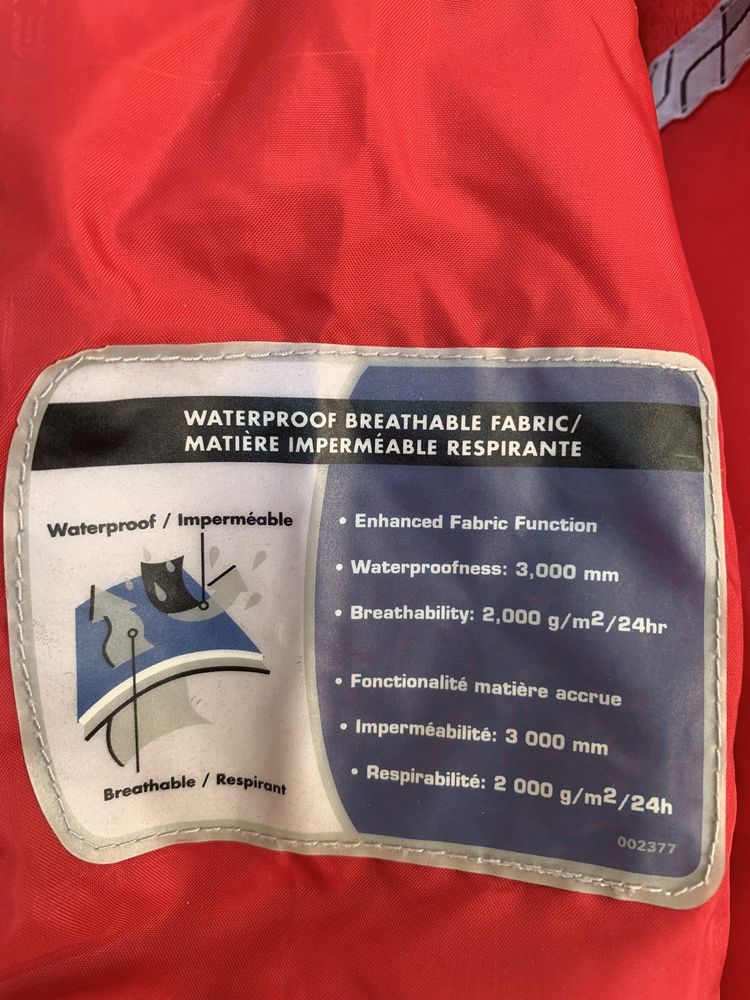 WATERPROOF BREATHABLE FABRIC/
MATIÈRE IMPERMÉABLE RESPIRANTE
Waterproof / Imperméable
Breathable / Respirant
• Enhanced Fabric Function
• Waterproofness: 3,000 mm
• Breathability: 2,000 g/m2/24hr
• Fonctionalité matière accrue
• Imperméabilité: 3 000 mm
• Respirabilité: 2 000 g/m2/24h
002377